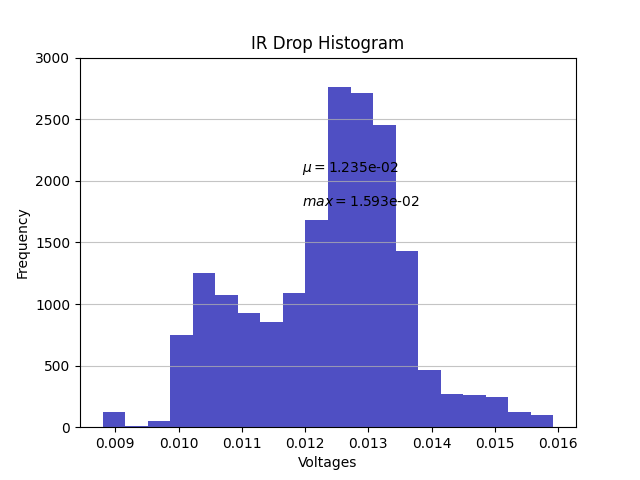 IR Drop Histogram
3000
2500
2000
1500
1000
500
0
Frequency
μ = 1.235e-02
max = 1.593e-02
0.009 0.010 0.011 0.012 0.013 0.014 0.015 0.016
Voltages